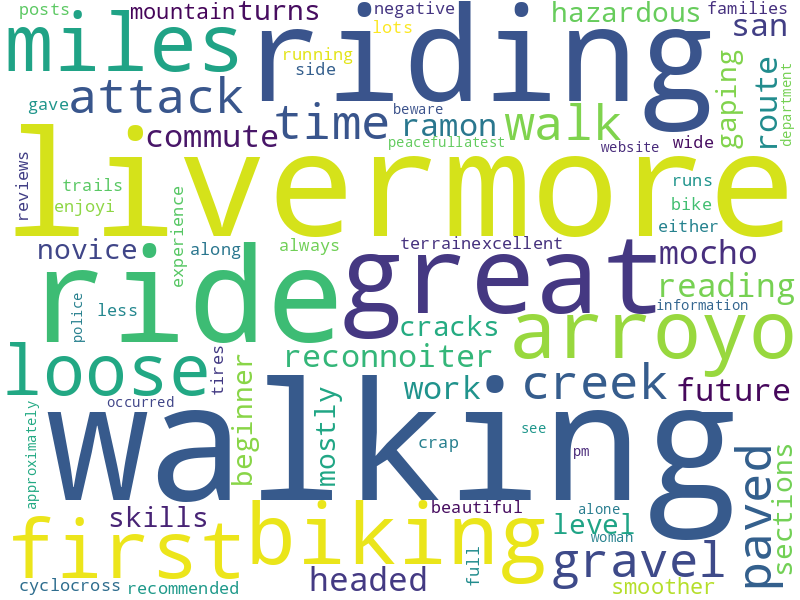 posts
mountain
turns
negative
hazardous
families
miles
riding
lots
san
running
side
gaping
route
department
gave
attack
time
beware
ramon
walk
commute
peacefullatest
website
wide
livermore
reviews
trails
enjoyi
experience
runs
bike
either
novice
along
always
terrainexcellent
mocho
ride
great
reading
police
less
information
cracks
arroyo
loose
tires
reconnoiter
beginner
work
creek
future
approximately
occurred
mostly
walking
crap
see
pm
paved
sections
first
skills
biking
beautiful
level
alone
woman
full
gravel
cyclocross
recommended
headed
smoother